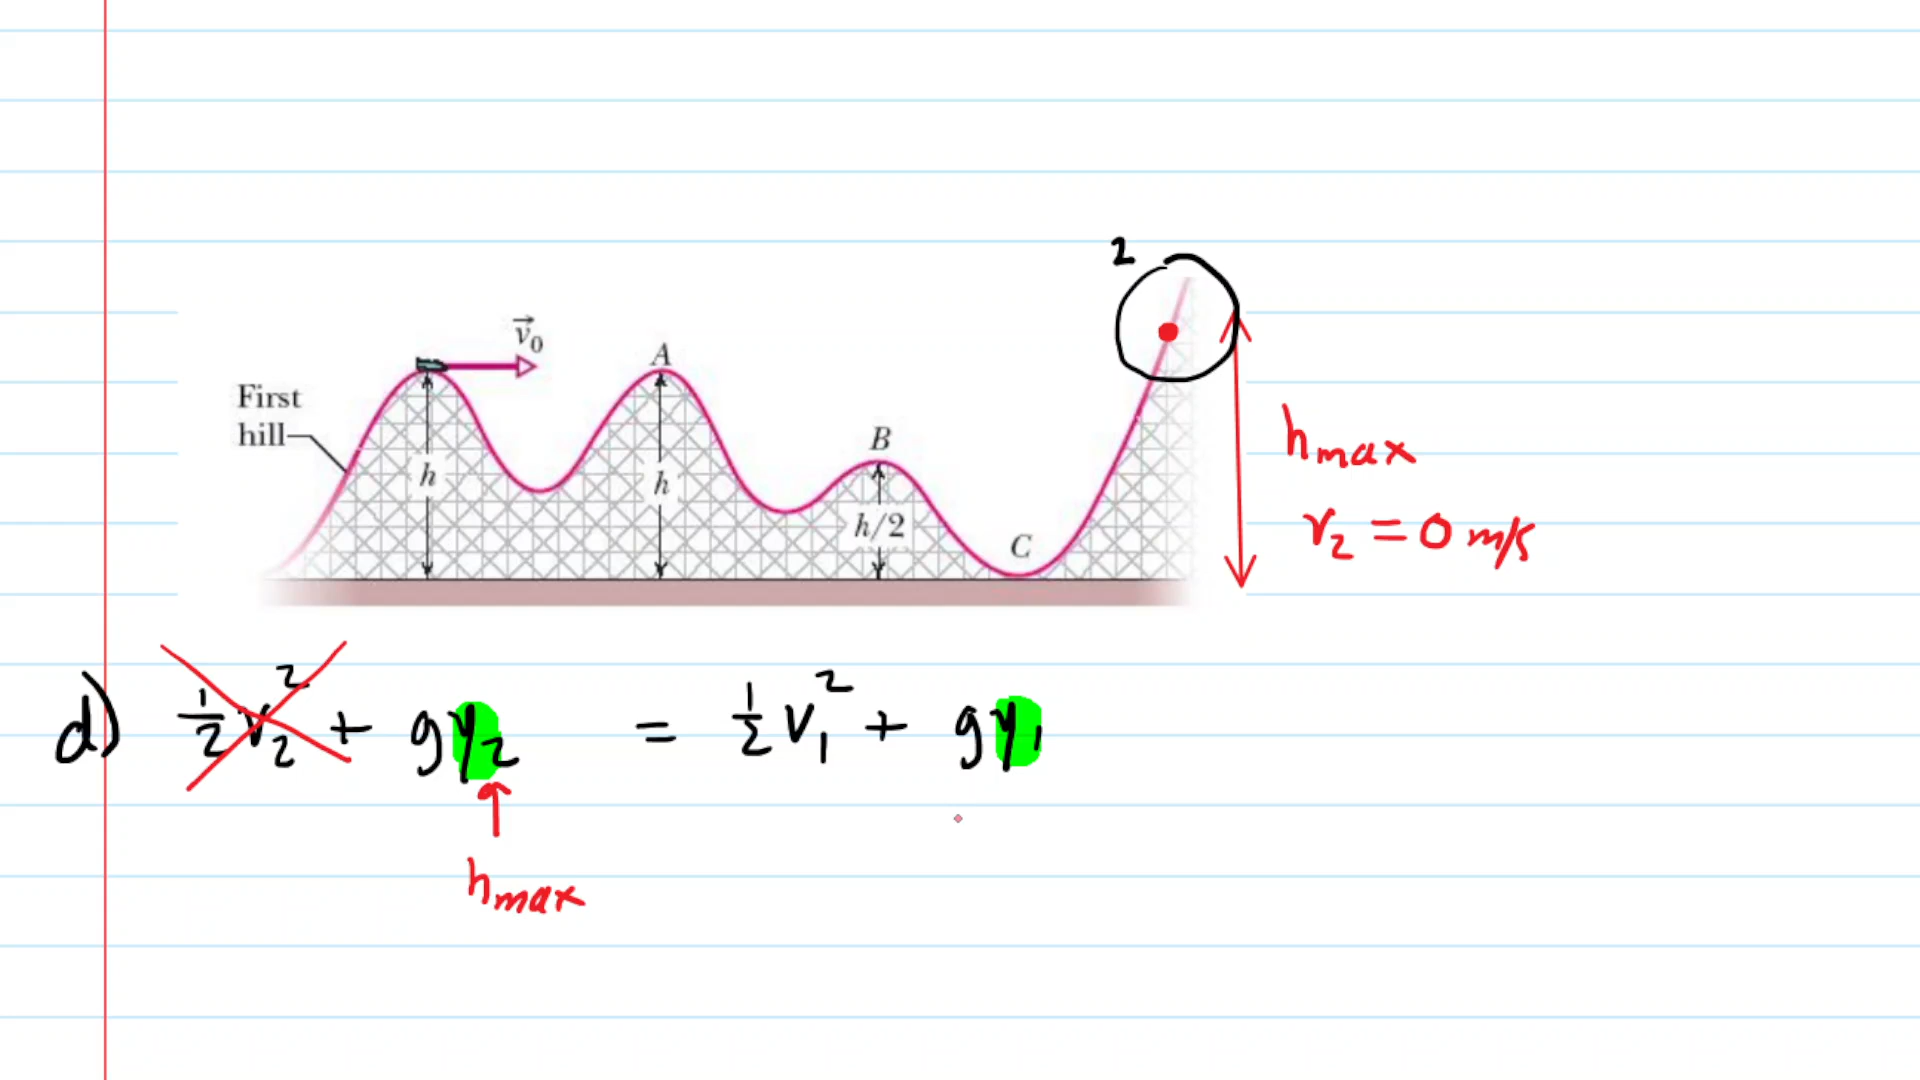 2
v⃗₀
A
First
hill
h
h
B
h/2
C
hmax
v₂ = 0 m/s
d) ½v₂² + gy₂ = ½v₁² + gy₁
hmax